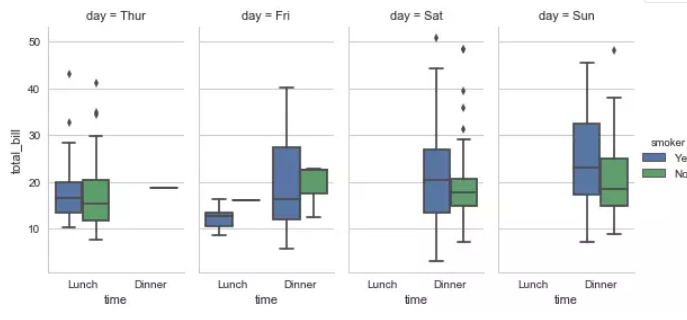 day = Thur
day = Fri
day = Sat
day = Sun
50
40
30
20
10
total_bill
Lunch Dinner
time
Lunch Dinner
time
Lunch Dinner
time
Lunch Dinner
time
smoker
Ye
No